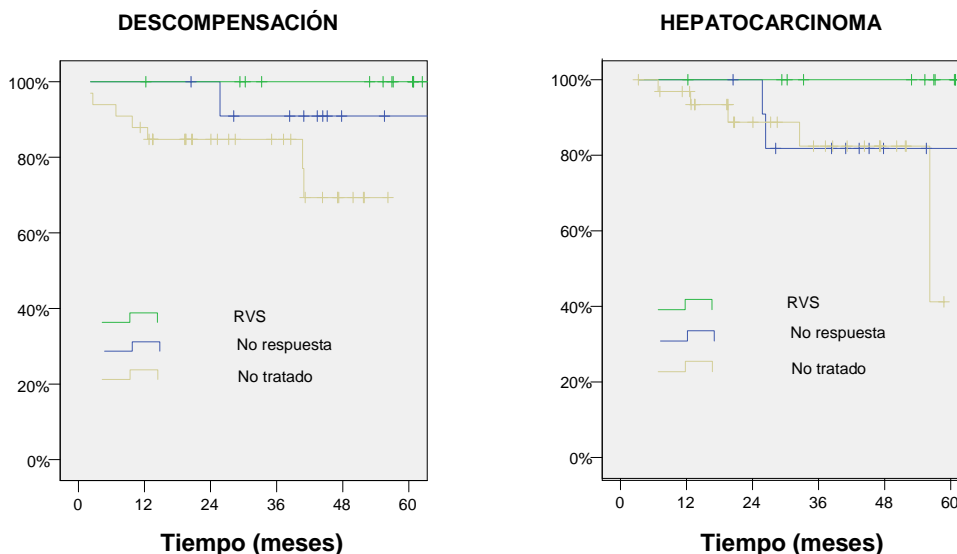 DESCOMPENSACIÓN
100%
80%
60%
40%
20%
0%
RVS
No respuesta
No tratado
0 12 24 36 48 60
Tiempo (meses)
HEPATOCARCINOMA
100%
80%
60%
40%
20%
0%
RVS
No respuesta
No tratado
0 12 24 36 48 60
Tiempo (meses)